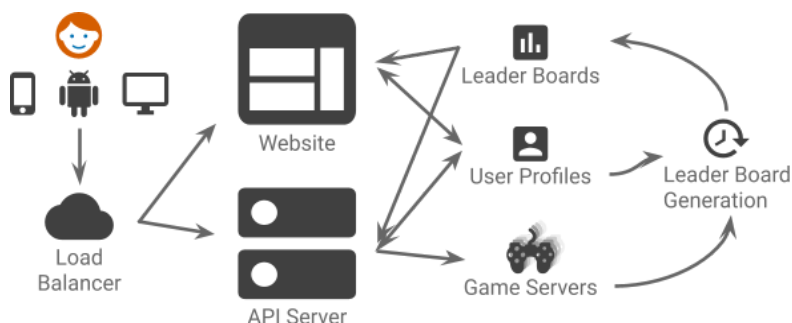 Leader Boards
Website
User Profiles
Leader Board
Generation
Load
Balancer
Game Servers
API Server